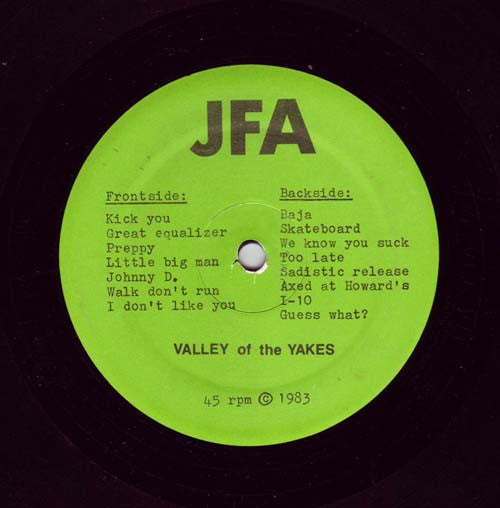 JFA
Frontside:
Kick you
Great equalizer
Preppy
Little big man
Johnny D.
Walk don't run
I don't like you
Backside:
Baja
Skateboard
We know you suck
Too late
Sadistic release
Axed at Howard's
I-10
Guess what?
VALLEY of the YAKES
45 rpm © 1983